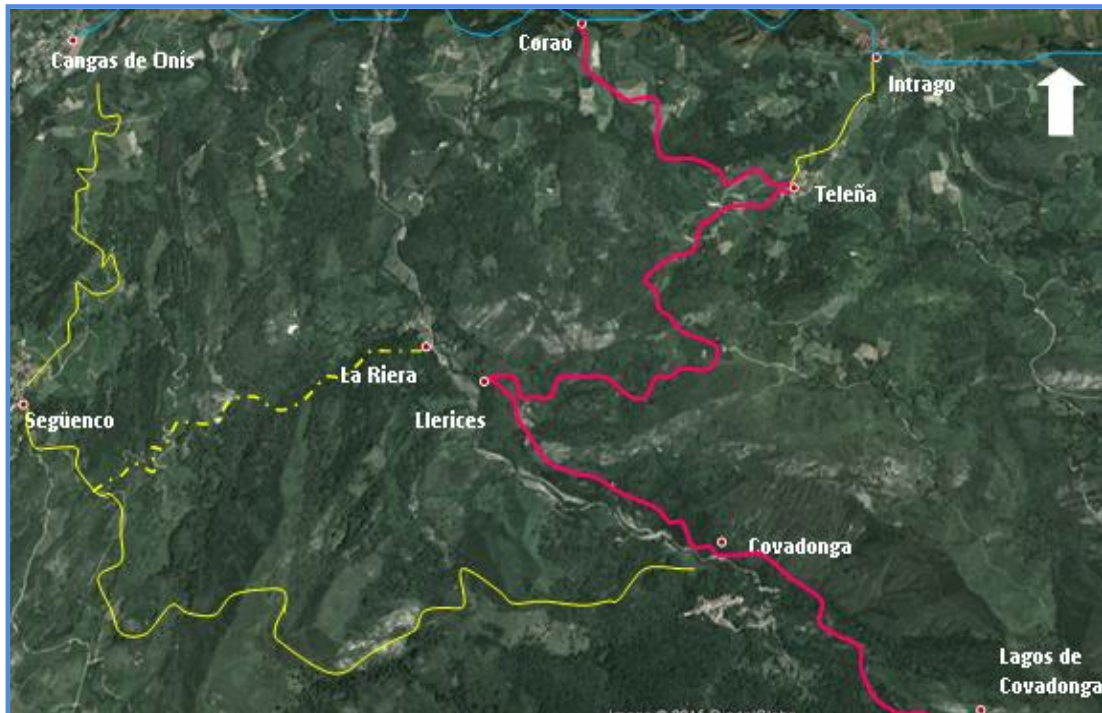 Corao
Cangas de Onís
Intrago
Teleña
La Riera
Següenco
Llerices
Covadonga
Lagos de
Covadonga